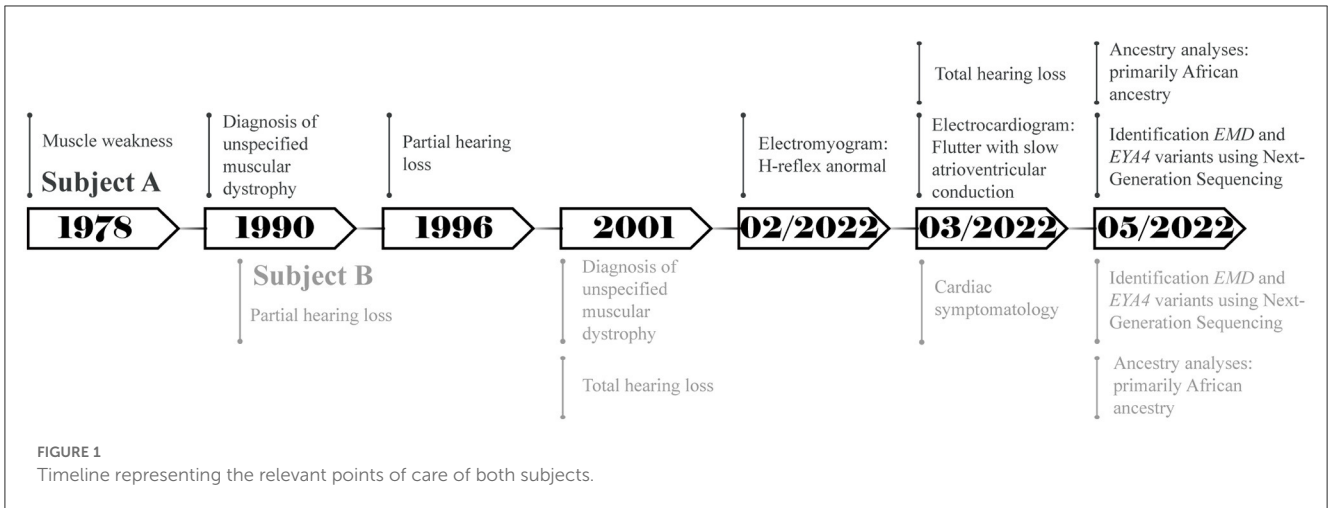 Muscle weakness
Subject A
Diagnosis of
unspecified
muscular
dystrophy
Partial hearing
loss
Electromyogram:
H-reflex anormal
Total hearing loss
Electrocardiogram:
Flutter with slow
atrioventricular
conduction
Ancestry analyses:
primarily African
ancestry
Identification EMD and
EYA4 variants using Next-
Generation Sequencing
1978
1990
1996
2001
02/2022
03/2022
05/2022
Subject B
Partial hearing loss
Diagnosis of
unspecified
muscular
dystrophy
Total hearing loss
Cardiac
symptomatology
Identification EMD and
EYA4 variants using Next-
Generation Sequencing
Ancestry analyses:
primarily African
ancestry
FIGURE 1
Timeline representing the relevant points of care of both subjects.